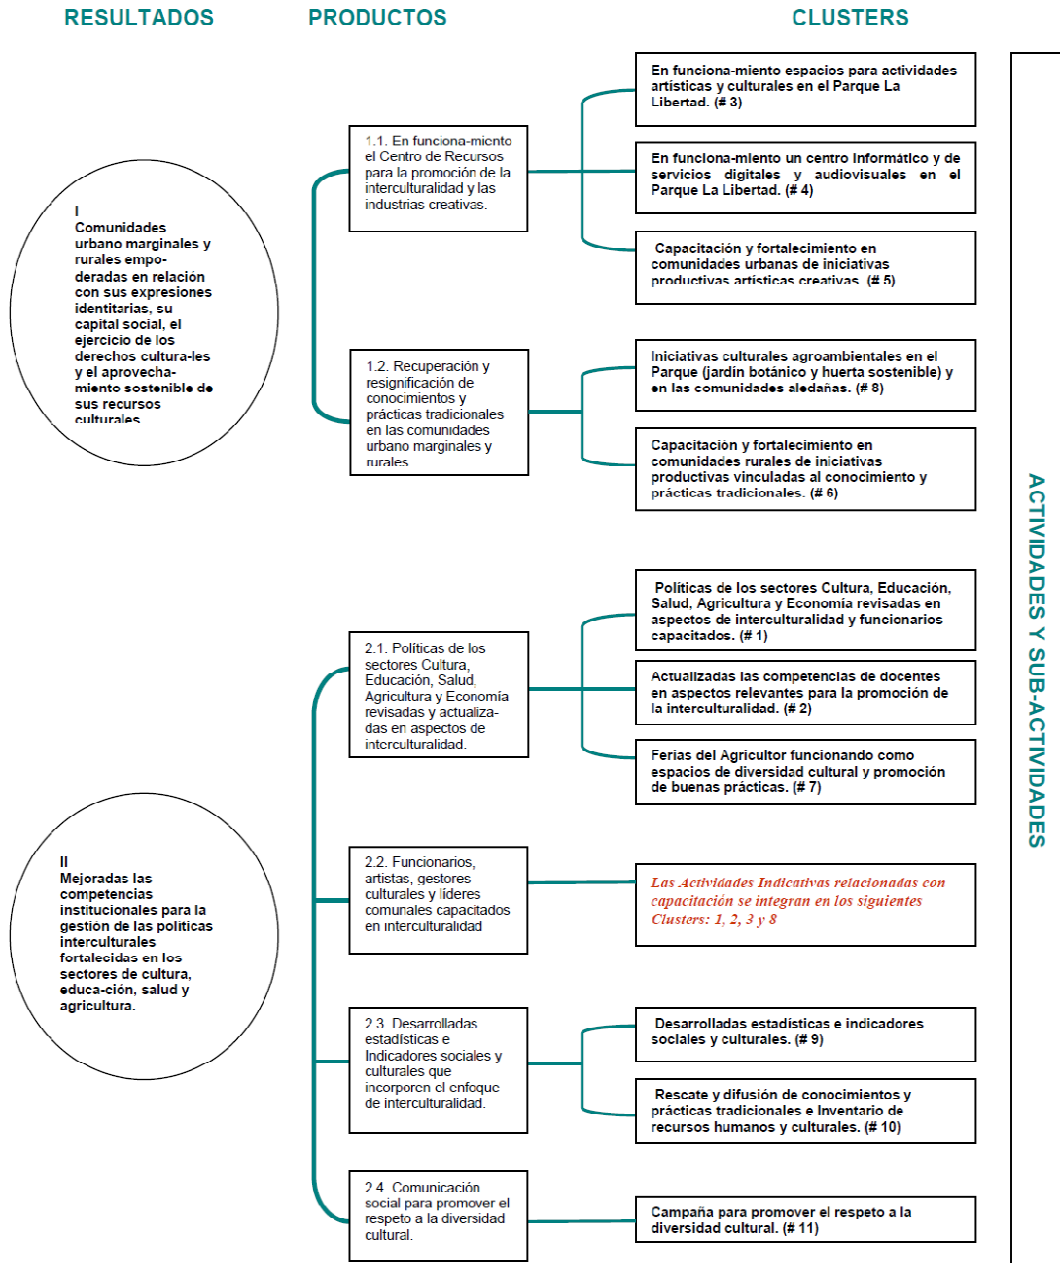 RESULTADOS
PRODUCTOS
CLUSTERS
I
Comunidades
urbano marginales y
rurales empo-
deradas en relación
con sus expresiones
identitarias, su
capital social, el
ejercicio de los
derechos cultura-les
y el aprovecha-
miento sostenible de
sus recursos
culturales
1.1. En funciona-miento
el Centro de Recursos
para la promoción de la
interculturalidad y las
industrias creativas.
En funciona-miento espacios para actividades
artísticas y culturales en el Parque La
Libertad. (# 3)
En funciona-miento un centro Informático y de
servicios digitales y audiovisuales en el
Parque La Libertad. (# 4)
Capacitación y fortalecimiento en
comunidades urbanas de iniciativas
productivas artísticas creativas. (# 5)
1.2. Recuperación y
resignificación de
conocimientos y
prácticas tradicionales
en las comunidades
urbano marginales y
rurales
Iniciativas culturales agroambientales en el
Parque (jardín botánico y huerta sostenible) y
en las comunidades aledañas. (# 8)
Capacitación y fortalecimiento en
comunidades rurales de iniciativas
productivas vinculadas al conocimiento y
prácticas tradicionales. (# 6)
II
Mejoradas las
competencias
institucionales para la
gestión de las políticas
interculturales
fortalecidas en los
sectores de cultura,
educa-ción, salud y
agricultura.
2.1. Políticas de los
sectores Cultura,
Educación, Salud,
Agricultura y Economía
revisadas y actualiza-
das en aspectos de
interculturalidad.
Políticas de los sectores Cultura, Educación,
Salud, Agricultura y Economía revisadas en
aspectos de interculturalidad y funcionarios
capacitados. (# 1)
Actualizadas las competencias de docentes
en aspectos relevantes para la promoción de
la interculturalidad. (# 2)
Ferias del Agricultor funcionando como
espacios de diversidad cultural y promoción
de buenas prácticas. (# 7)
2.2. Funcionarios,
artistas, gestores
culturales y líderes
comunales capacitados
en interculturalidad
Las Actividades Indicativas relacionadas con
capacitación se integran en los siguientes
Clusters: 1, 2, 3 y 8
2.3. Desarrolladas
estadísticas e
Indicadores sociales y
culturales que
incorporen el enfoque
de interculturalidad.
Desarrolladas estadísticas e indicadores
sociales y culturales. (# 9)
Rescate y difusión de conocimientos y
prácticas tradicionales e Inventario de
recursos humanos y culturales. (# 10)
2.4. Comunicación
social para promover el
respeto a la diversidad
cultural.
Campaña para promover el respeto a la
diversidad cultural. (# 11)
ACTIVIDADES Y SUB-ACTIVIDADES